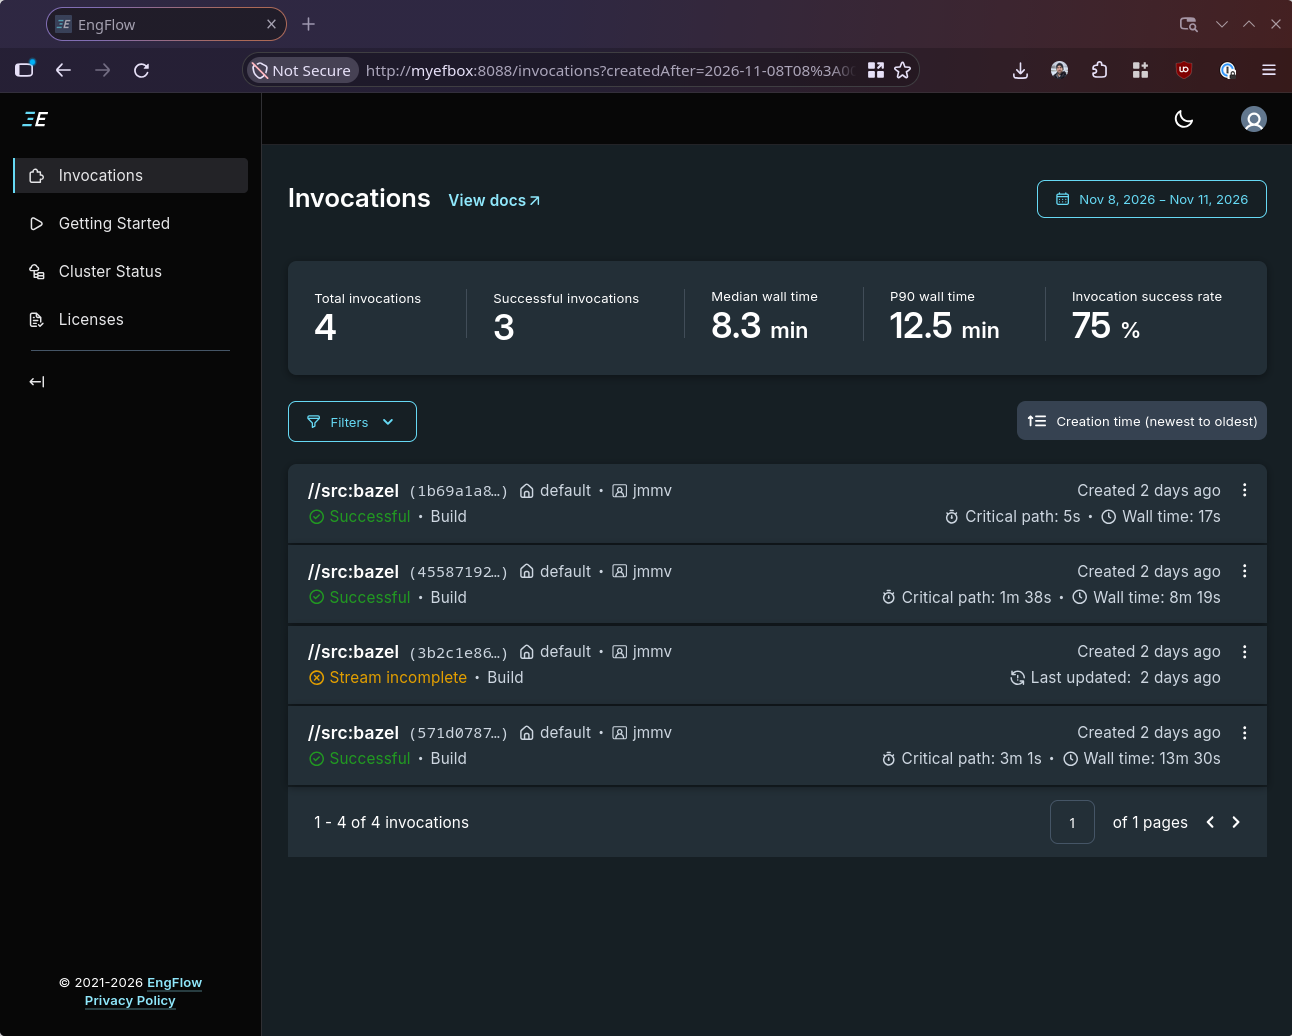 EngFlow
Not Secure http://myefbox:8088/invocations?createdAfter=2026-11-08T08%3A0
Invocations
Getting Started
Cluster Status
Licenses
© 2021-2026 EngFlow
Privacy Policy
Invocations View docs
Nov 8, 2026 – Nov 11, 2026
Total invocations
4
Successful invocations
3
Median wall time
8.3 min
P90 wall time
12.5 min
Invocation success rate
75 %
Filters
Creation time (newest to oldest)
//src:bazel (1b69a1a8…) default • jmmv Created 2 days ago
Successful • Build Critical path: 5s • Wall time: 17s
//src:bazel (45587192…) default • jmmv Created 2 days ago
Successful • Build Critical path: 1m 38s • Wall time: 8m 19s
//src:bazel (3b2c1e86…) default • jmmv Created 2 days ago
Stream incomplete • Build Last updated: 2 days ago
//src:bazel (571d0787…) default • jmmv Created 2 days ago
Successful • Build Critical path: 3m 1s • Wall time: 13m 30s
1 - 4 of 4 invocations 1 of 1 pages